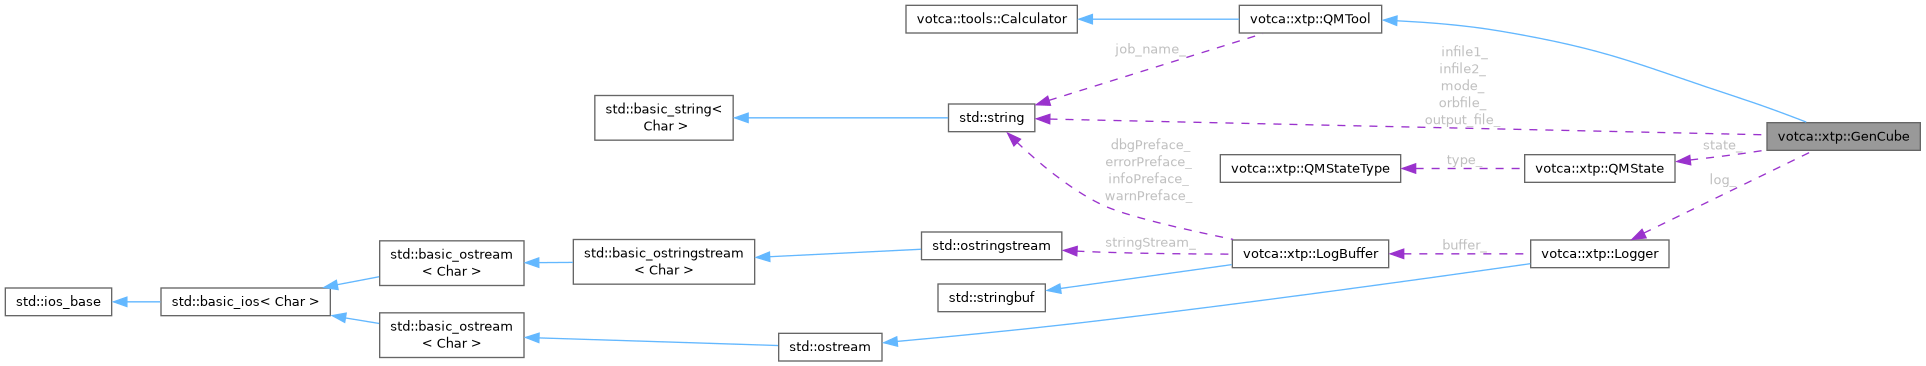 votca::tools::Calculator
votca::xtp::QMTool
job_name_
infile1_
infile2_
mode_
orbfile_
output_file_
std::basic_string<
Char >
std::string
votca::xtp::GenCube
dbgPreface_
errorPreface_
infoPreface_
warnPreface_
votca::xtp::QMStateType
type_
votca::xtp::QMState
state_
log_
std::basic_ostream
< Char >
std::basic_ostringstream
< Char >
std::ostringstream
stringStream_
votca::xtp::LogBuffer
buffer_
votca::xtp::Logger
std::ios_base
std::basic_ios< Char >
std::stringbuf
std::basic_ostream
< Char >
std::ostream